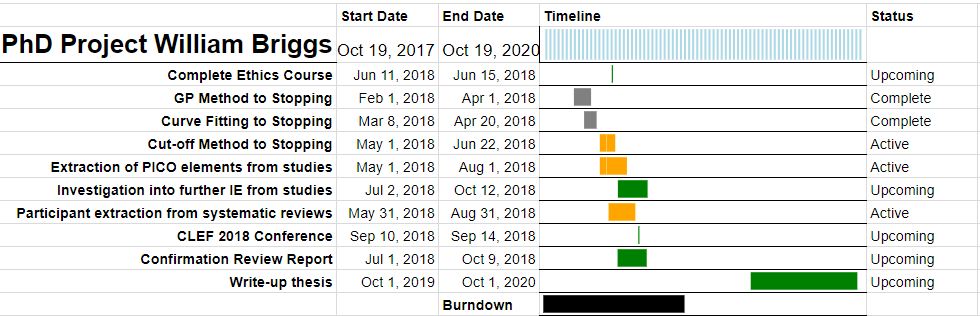 Start Date End Date Timeline Status
PhD Project William Briggs Oct 19, 2017 Oct 19, 2020
Complete Ethics Course Jun 11, 2018 Jun 15, 2018 Upcoming
GP Method to Stopping Feb 1, 2018 Apr 1, 2018 Complete
Curve Fitting to Stopping Mar 8, 2018 Apr 20, 2018 Complete
Cut-off Method to Stopping May 1, 2018 Jun 22, 2018 Active
Extraction of PICO elements from studies May 1, 2018 Aug 1, 2018 Active
Investigation into further IE from studies Jul 2, 2018 Oct 12, 2018 Upcoming
Participant extraction from systematic reviews May 31, 2018 Aug 31, 2018 Active
CLEF 2018 Conference Sep 10, 2018 Sep 14, 2018 Upcoming
Confirmation Review Report Jul 1, 2018 Oct 9, 2018 Upcoming
Write-up thesis Oct 1, 2019 Oct 1, 2020 Upcoming
Burndown